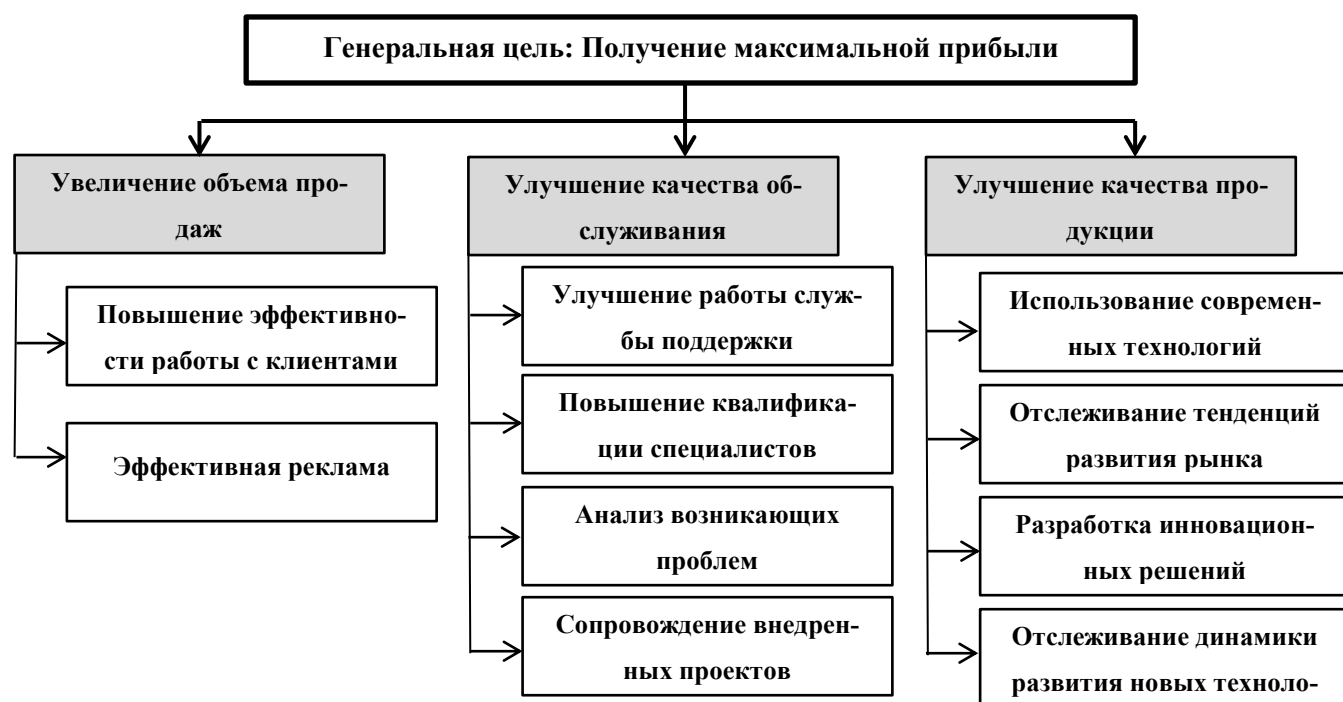 Генеральная цель: Получение максимальной прибыли
Увеличение объема про-
даж
Повышение эффективно-
сти работы с клиентами
Эффективная реклама
Улучшение качества об-
служивания
Улучшение работы служ-
бы поддержки
Повышение квалифика-
ции специалистов
Анализ возникающих
проблем
Сопровождение внедрен-
ных проектов
Улучшение качества про-
дукции
Использование современ-
ных технологий
Отслеживание тенденций
развития рынка
Разработка инновацион-
ных решений
Отслеживание динамики
развития новых техноло-